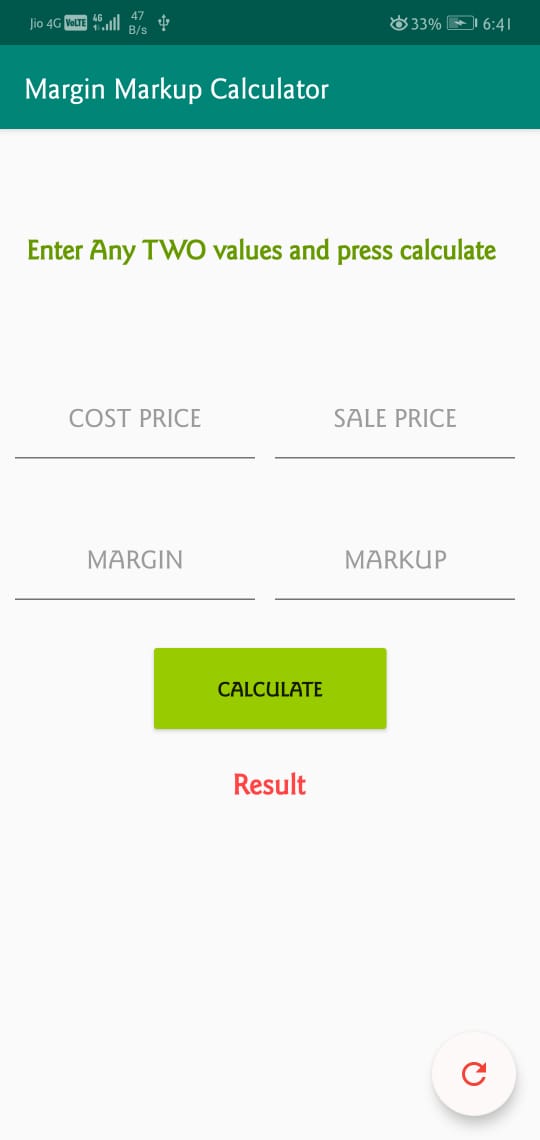 Jio 4G VoLTE 4G 47 B/s 33% 6:41
Margin Markup Calculator
Enter Any TWO values and press calculate
COST PRICE SALE PRICE
MARGIN MARKUP
CALCULATE
Result